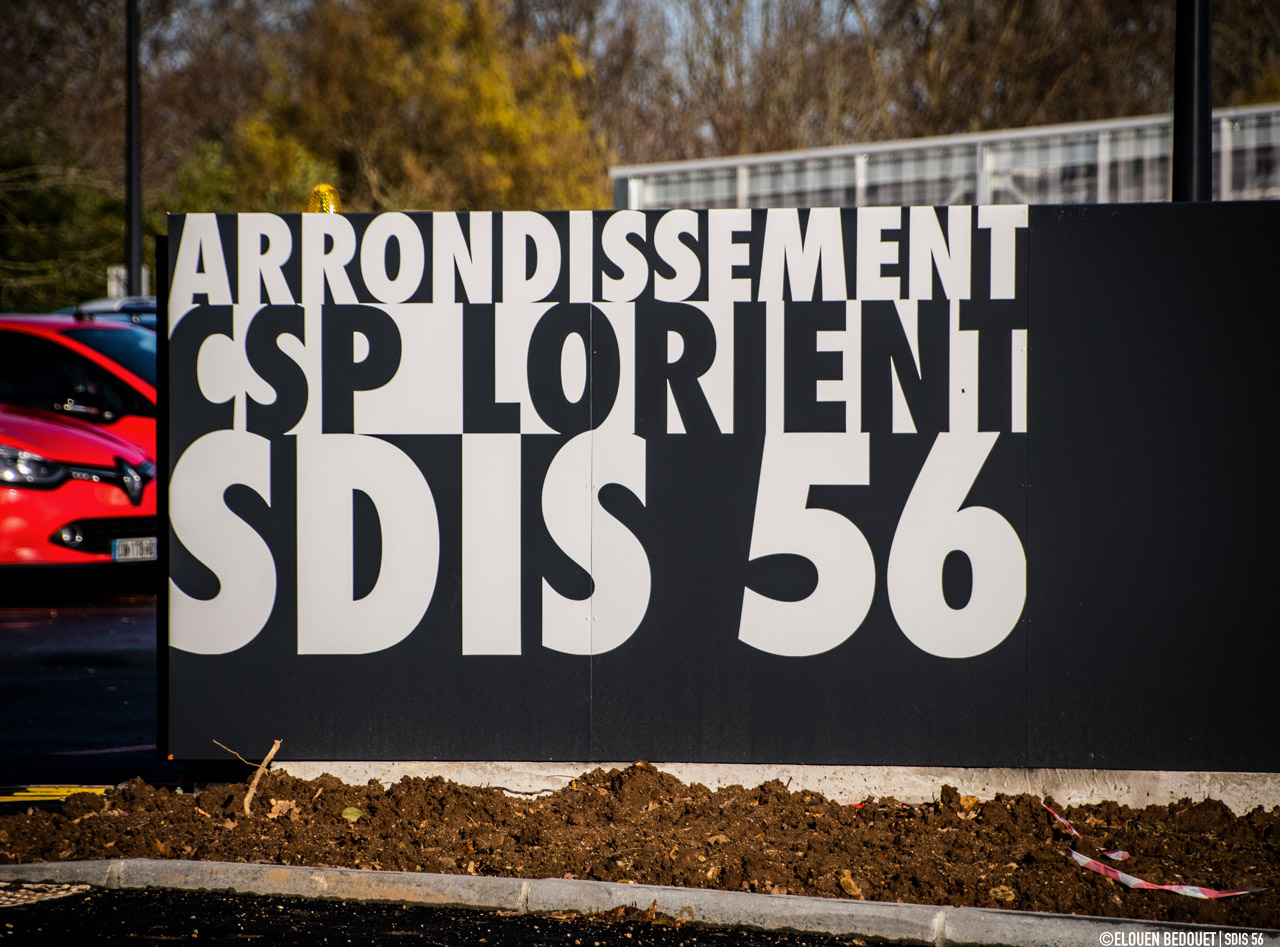 ARRONDISSEMENT
CSP LORIENT
SDIS 56
©ELOUEN BEDOUET | SDIS 56